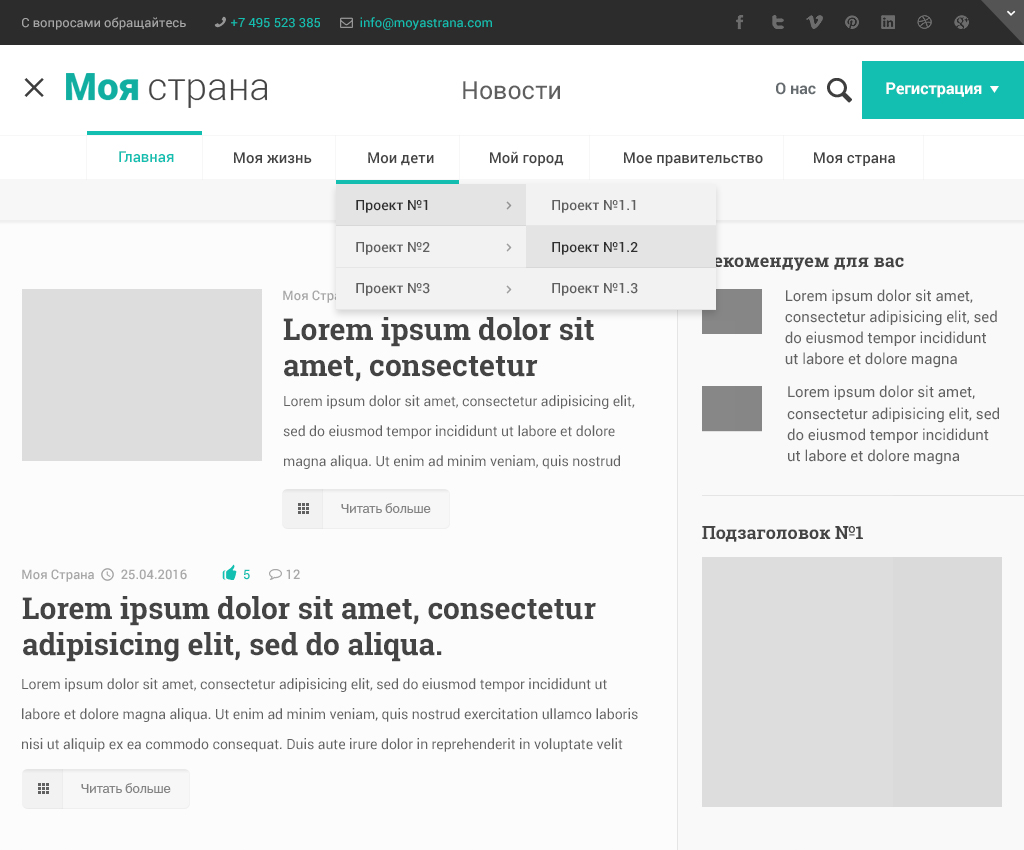 С вопросами обращайтесь +7 495 523 385 info@moyastrana.com
Моя страна
Новости
О нас
Регистрация
Главная Моя жизнь Мои дети Мой город Мое правительство Моя страна
Проект №1
Проект №2
Проект №3
Проект №1.1
Проект №1.2
Проект №1.3
Моя
Lorem ipsum dolor sit
amet, consectetur
Lorem ipsum dolor sit amet, consectetur adipisicing elit,
sed do eiusmod tempor incididunt ut labore et dolore
magna aliqua. Ut enim ad minim veniam, quis nostrud
Читать больше
Моя Страна 25.04.2016 5 12
Lorem ipsum dolor sit amet, consectetur
adipisicing elit, sed do aliqua.
Lorem ipsum dolor sit amet, consectetur adipisicing elit, sed do eiusmod tempor incididunt ut
labore et dolore magna aliqua. Ut enim ad minim veniam, quis nostrud exercitation ullamco laboris
nisi ut aliquip ex ea commodo consequat. Duis aute irure dolor in reprehenderit in voluptate velit
Читать больше
для вас
Lorem ipsum dolor sit amet,
consectetur adipisicing elit, sed
do eiusmod tempor incididunt
ut labore et dolore magna
Lorem ipsum dolor sit amet,
consectetur adipisicing elit, sed
do eiusmod tempor incididunt
ut labore et dolore magna
Подзаголовок №1